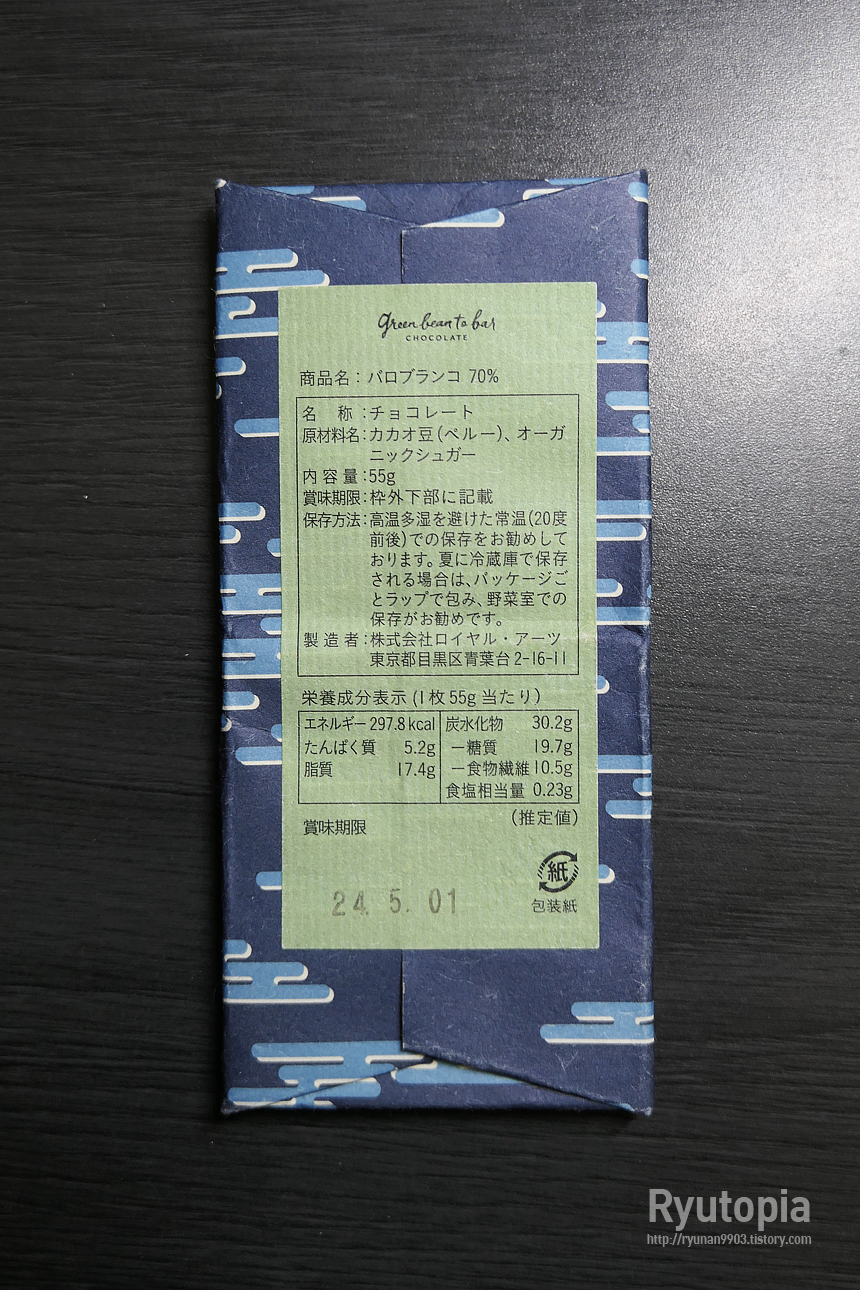 green bean to bar
CHOCOLATE
商品名：パロブランコ 70%
名　称：チョコレート
原材料名：カカオ豆（ペルー）、オーガ
ニックシュガー
内容量：55g
賞味期限：枠外下部に記載
保存方法：高温多湿を避けた常温（20度
前後）での保存をお勧めして
おります。夏に冷蔵庫で保存
される場合は、パッケージご
とラップで包み、野菜室での
保存がお勧めです。
製造者：株式会社ロイヤル・アーツ
東京都目黒区青葉台2-16-11
栄養成分表示（1枚55g当たり）
エネルギー 297.8kcal 炭水化物 30.2g
たんぱく質 5.2g －糖質 19.7g
脂質 17.4g －食物繊維 10.5g
食塩相当量 0.23g
（推定値）
賞味期限
紙
24. 5. 01
包装紙
Ryutopia
http://ryunan9903.tistory.com